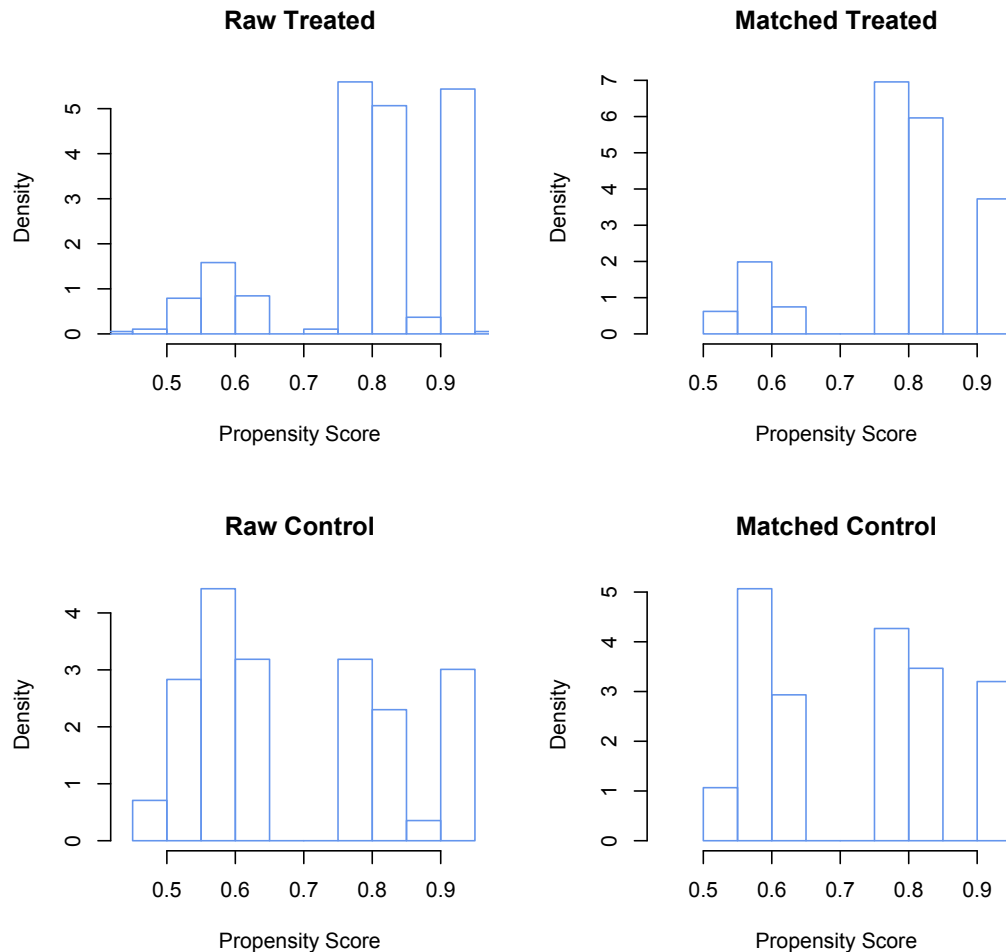 Raw Treated
Density
0 1 2 3 4 5
0.5 0.6 0.7 0.8 0.9
Propensity Score
Matched Treated
Density
0 1 2 3 4 5 6 7
0.5 0.6 0.7 0.8 0.9
Propensity Score
Raw Control
Density
0 1 2 3 4
0.5 0.6 0.7 0.8 0.9
Propensity Score
Matched Control
Density
0 1 2 3 4 5
0.5 0.6 0.7 0.8 0.9
Propensity Score